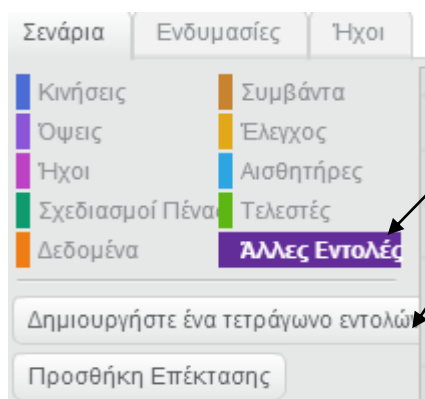 Σενάρια Ενδυμασίες Ήχοι
Κινήσεις Συμβάντα
Όψεις Έλεγχος
Ήχοι Αισθητήρες
Σχεδιασμοί Πένας Τελεστές
Δεδομένα Άλλες Εντολές
Δημιουργήστε ένα τετράγωνο εντολών
Προσθήκη Επέκτασης